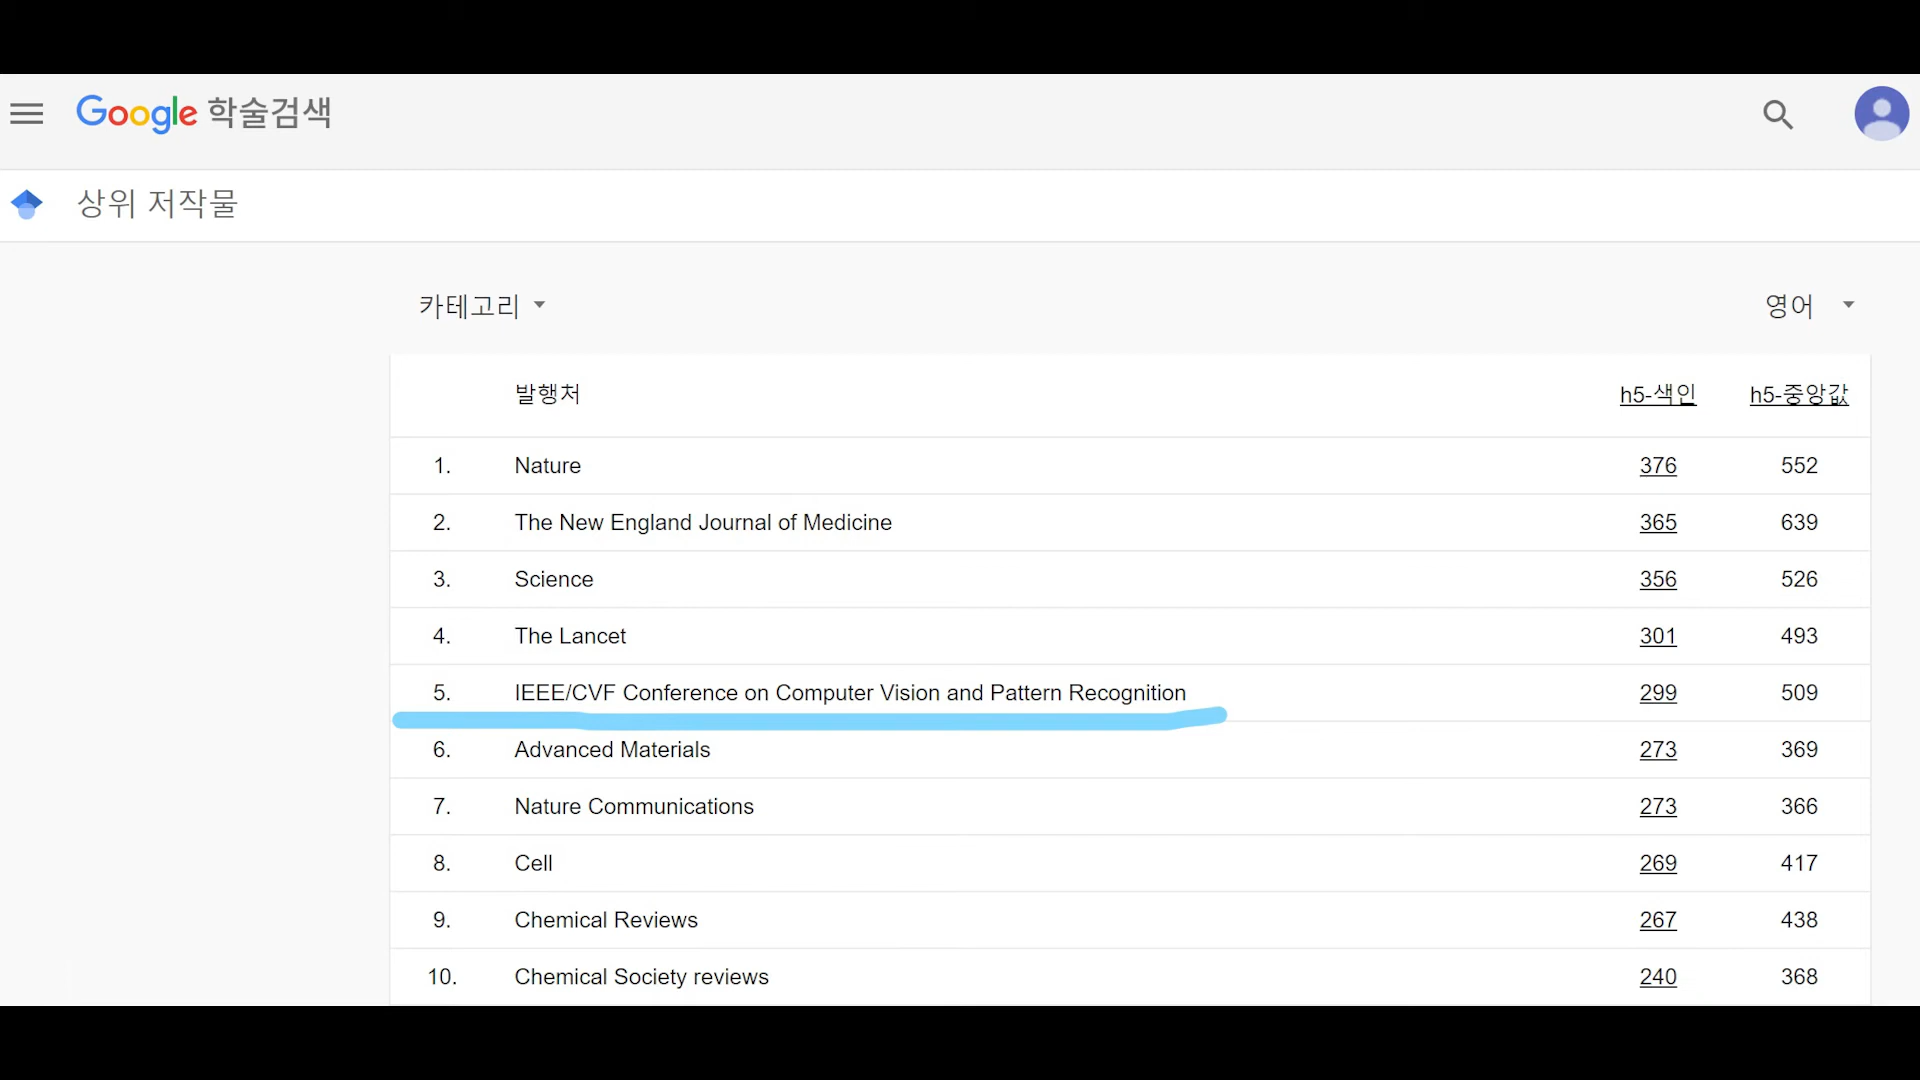 Google 학술검색
상위 저작물
카테고리 영어
발행처 h5-색인 h5-중앙값
1. Nature 376 552
2. The New England Journal of Medicine 365 639
3. Science 356 526
4. The Lancet 301 493
5. IEEE/CVF Conference on Computer Vision and Pattern Recognition 299 509
6. Advanced Materials 273 369
7. Nature Communications 273 366
8. Cell 269 417
9. Chemical Reviews 267 438
10. Chemical Society reviews 240 368